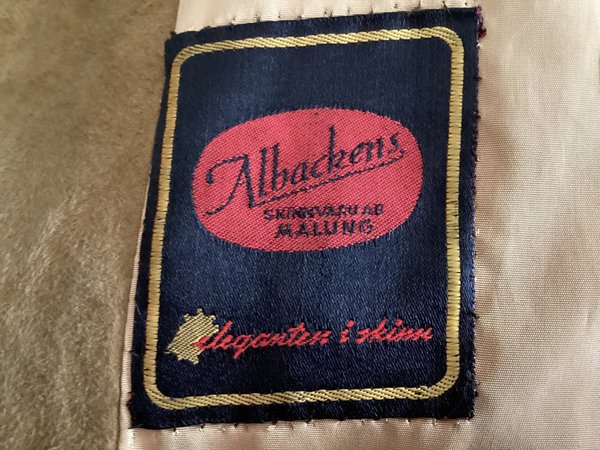 Albackens
SKINNVARU AB
MALUNG
eleganten i skinn